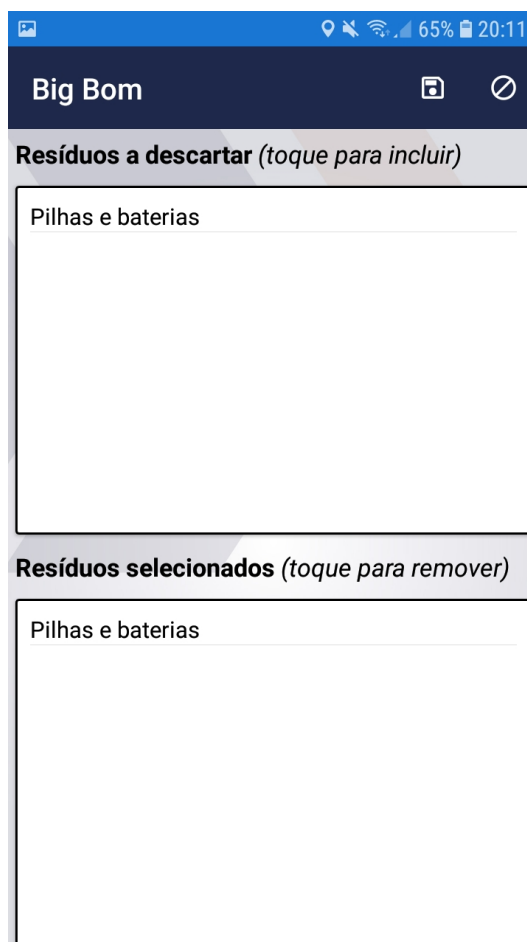 65% 20:11
Big Bom
Resíduos a descartar (toque para incluir)
Pilhas e baterias
Resíduos selecionados (toque para remover)
Pilhas e baterias